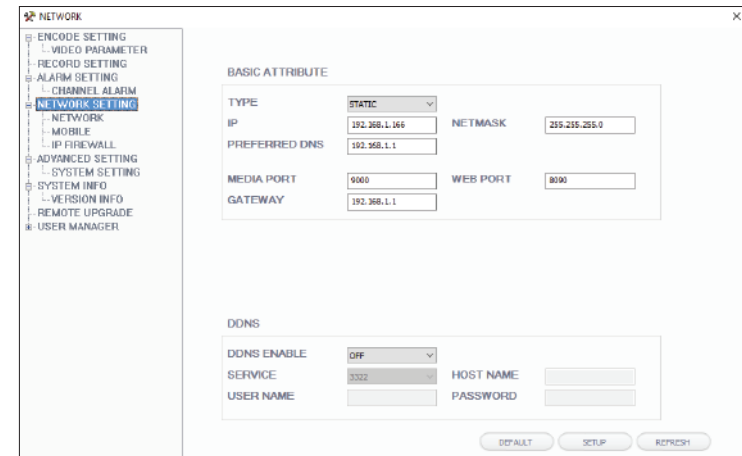 NETWORK
ENCODE SETTING
VIDEO PARAMETER
RECORD SETTING
ALARM SETTING
CHANNEL ALARM
NETWORK SETTING
NETWORK
MOBILE
IP FIREWALL
ADVANCED SETTING
SYSTEM SETTING
SYSTEM INFO
VERSION INFO
REMOTE UPGRADE
USER MANAGER
BASIC ATTRIBUTE
TYPE STATIC
IP 192.168.1.166 NETMASK 255.255.255.0
PREFERRED DNS 192.168.1.1
MEDIA PORT 9000 WEB PORT 8090
GATEWAY 192.168.1.1
DDNS
DDNS ENABLE OFF
SERVICE 3322 HOST NAME
USER NAME PASSWORD
DEFAULT SETUP REFRESH